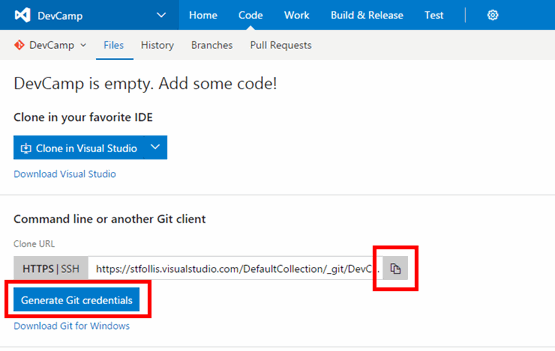 DevCamp Home Code Work Build & Release Test
DevCamp Files History Branches Pull Requests
DevCamp is empty. Add some code!
Clone in your favorite IDE
Clone in Visual Studio
Download Visual Studio
Command line or another Git client
Clone URL
HTTPS | SSH https://stfollis.visualstudio.com/DefaultCollection/_git/DevC...
Generate Git credentials
Download Git for Windows